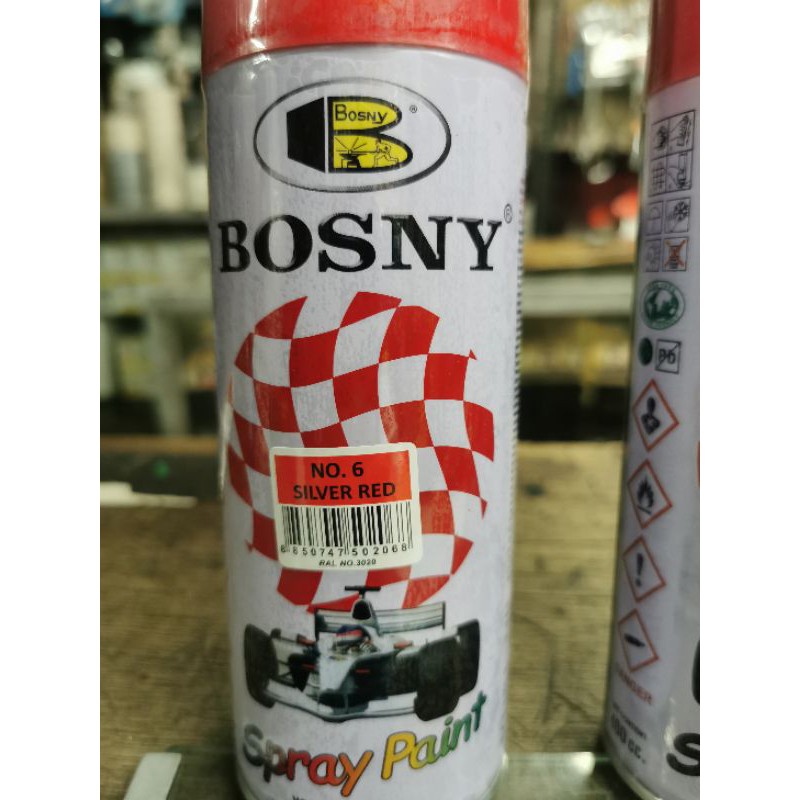 BOSNY
®
BOSNY
®
NO. 6
SILVER RED
8 850747 502068
RAL NO.3020
Spray Paint